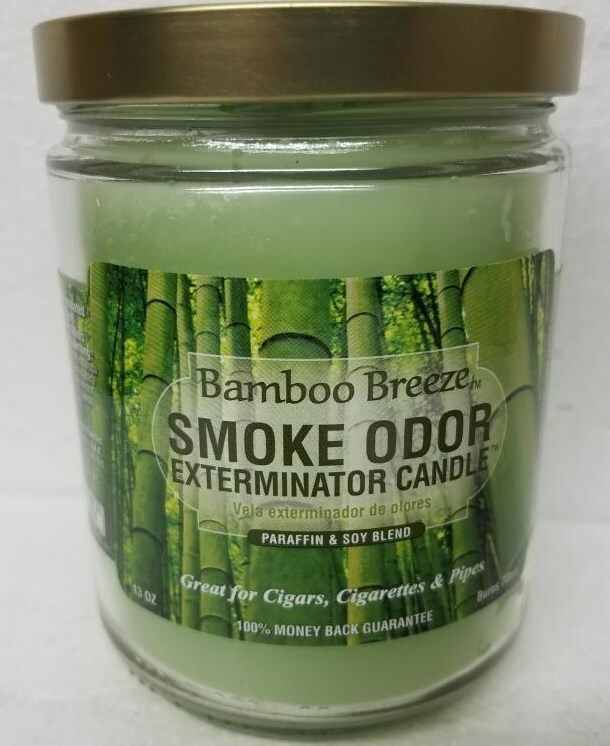 Bamboo Breeze™
SMOKE ODOR
EXTERMINATOR CANDLE™
Vela exterminador de olores
PARAFFIN & SOY BLEND
Great for Cigars, Cigarettes & Pipes
13 OZ
Burns
100% MONEY BACK GUARANTEE